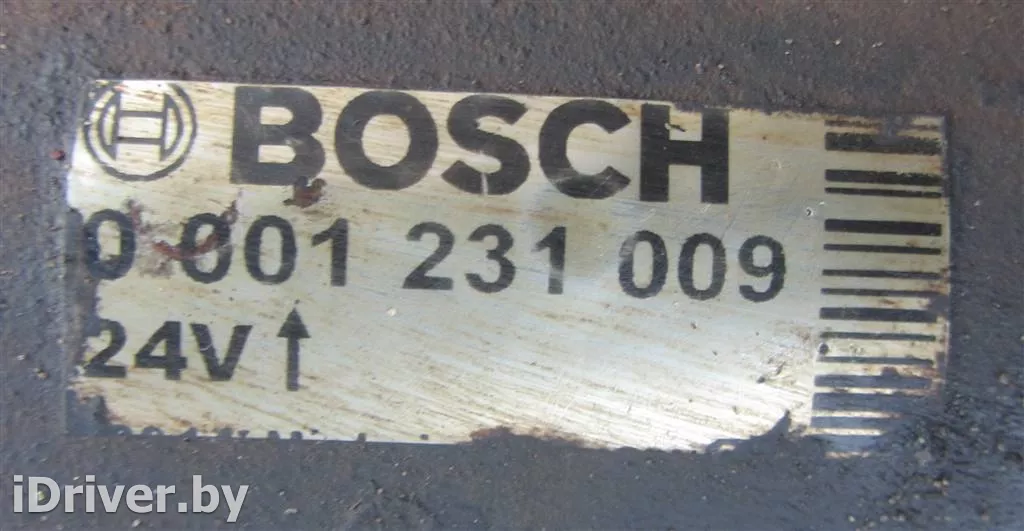 BOSCH
0 001 231 009
24V ↑
iDriver.by